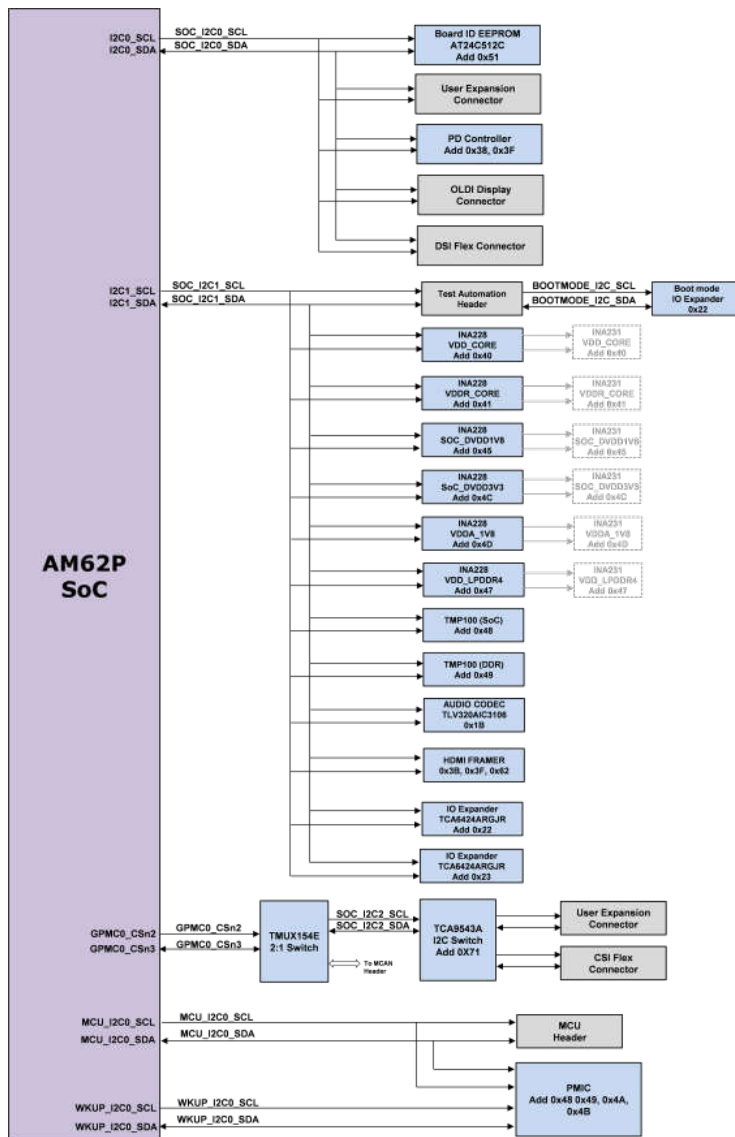 I2C0_SCL
SOC_I2C0_SCL
I2C0_SDA
SOC_I2C0_SDA
Board ID EEPROM
AT24C512C
Add 0x51
User Expansion
Connector
PD Controller
Add 0x38, 0x3F
OLDI Display
Connector
DSI Flex Connector
I2C1_SCL
SOC_I2C1_SCL
I2C1_SDA
SOC_I2C1_SDA
Test Automation
Header
BOOTMODE_I2C_SCL
BOOTMODE_I2C_SDA
Boot mode
IO Expander
0x22
INA228
VDD_CORE
Add 0x40
INA231
VDD_CORE
Add 0x40
INA228
VDDR_CORE
Add 0x41
INA231
VDDR_CORE
Add 0x41
INA228
SOC_DVDD1V8
Add 0x45
INA231
SOC_DVDD1V8
Add 0x45
INA228
SoC_DVDD3V3
Add 0x4C
INA231
SOC_DVDD3V3
Add 0x4C
INA228
VDDA_1V8
Add 0x4D
INA231
VDDA_1V8
Add 0x4D
INA228
VDD_LPDDR4
Add 0x47
INA231
VDD_LPDDR4
Add 0x47
AM62P
SoC
TMP100 (SoC)
Add 0x48
TMP100 (DDR)
Add 0x49
AUDIO CODEC
TLV320AIC3106
0x1B
HDMI FRAMER
0x3B, 0x3F, 0x62
IO Expander
TCA6424ARGJR
Add 0x22
IO Expander
TCA6424ARGJR
Add 0x23
GPMC0_CSn2
GPMC0_CSn2
GPMC0_CSn3
GPMC0_CSn3
TMUX154E
2:1 Switch
SOC_I2C2_SCL
SOC_I2C2_SDA
To MCAN
Header
TCA9543A
I2C Switch
Add 0X71
User Expansion
Connector
CSI Flex
Connector
MCU_I2C0_SCL
MCU_I2C0_SCL
MCU_I2C0_SDA
MCU_I2C0_SDA
MCU
Header
PMIC
Add 0x48 0x49, 0x4A,
0x4B
WKUP_I2C0_SCL
WKUP_I2C0_SCL
WKUP_I2C0_SDA
WKUP_I2C0_SDA